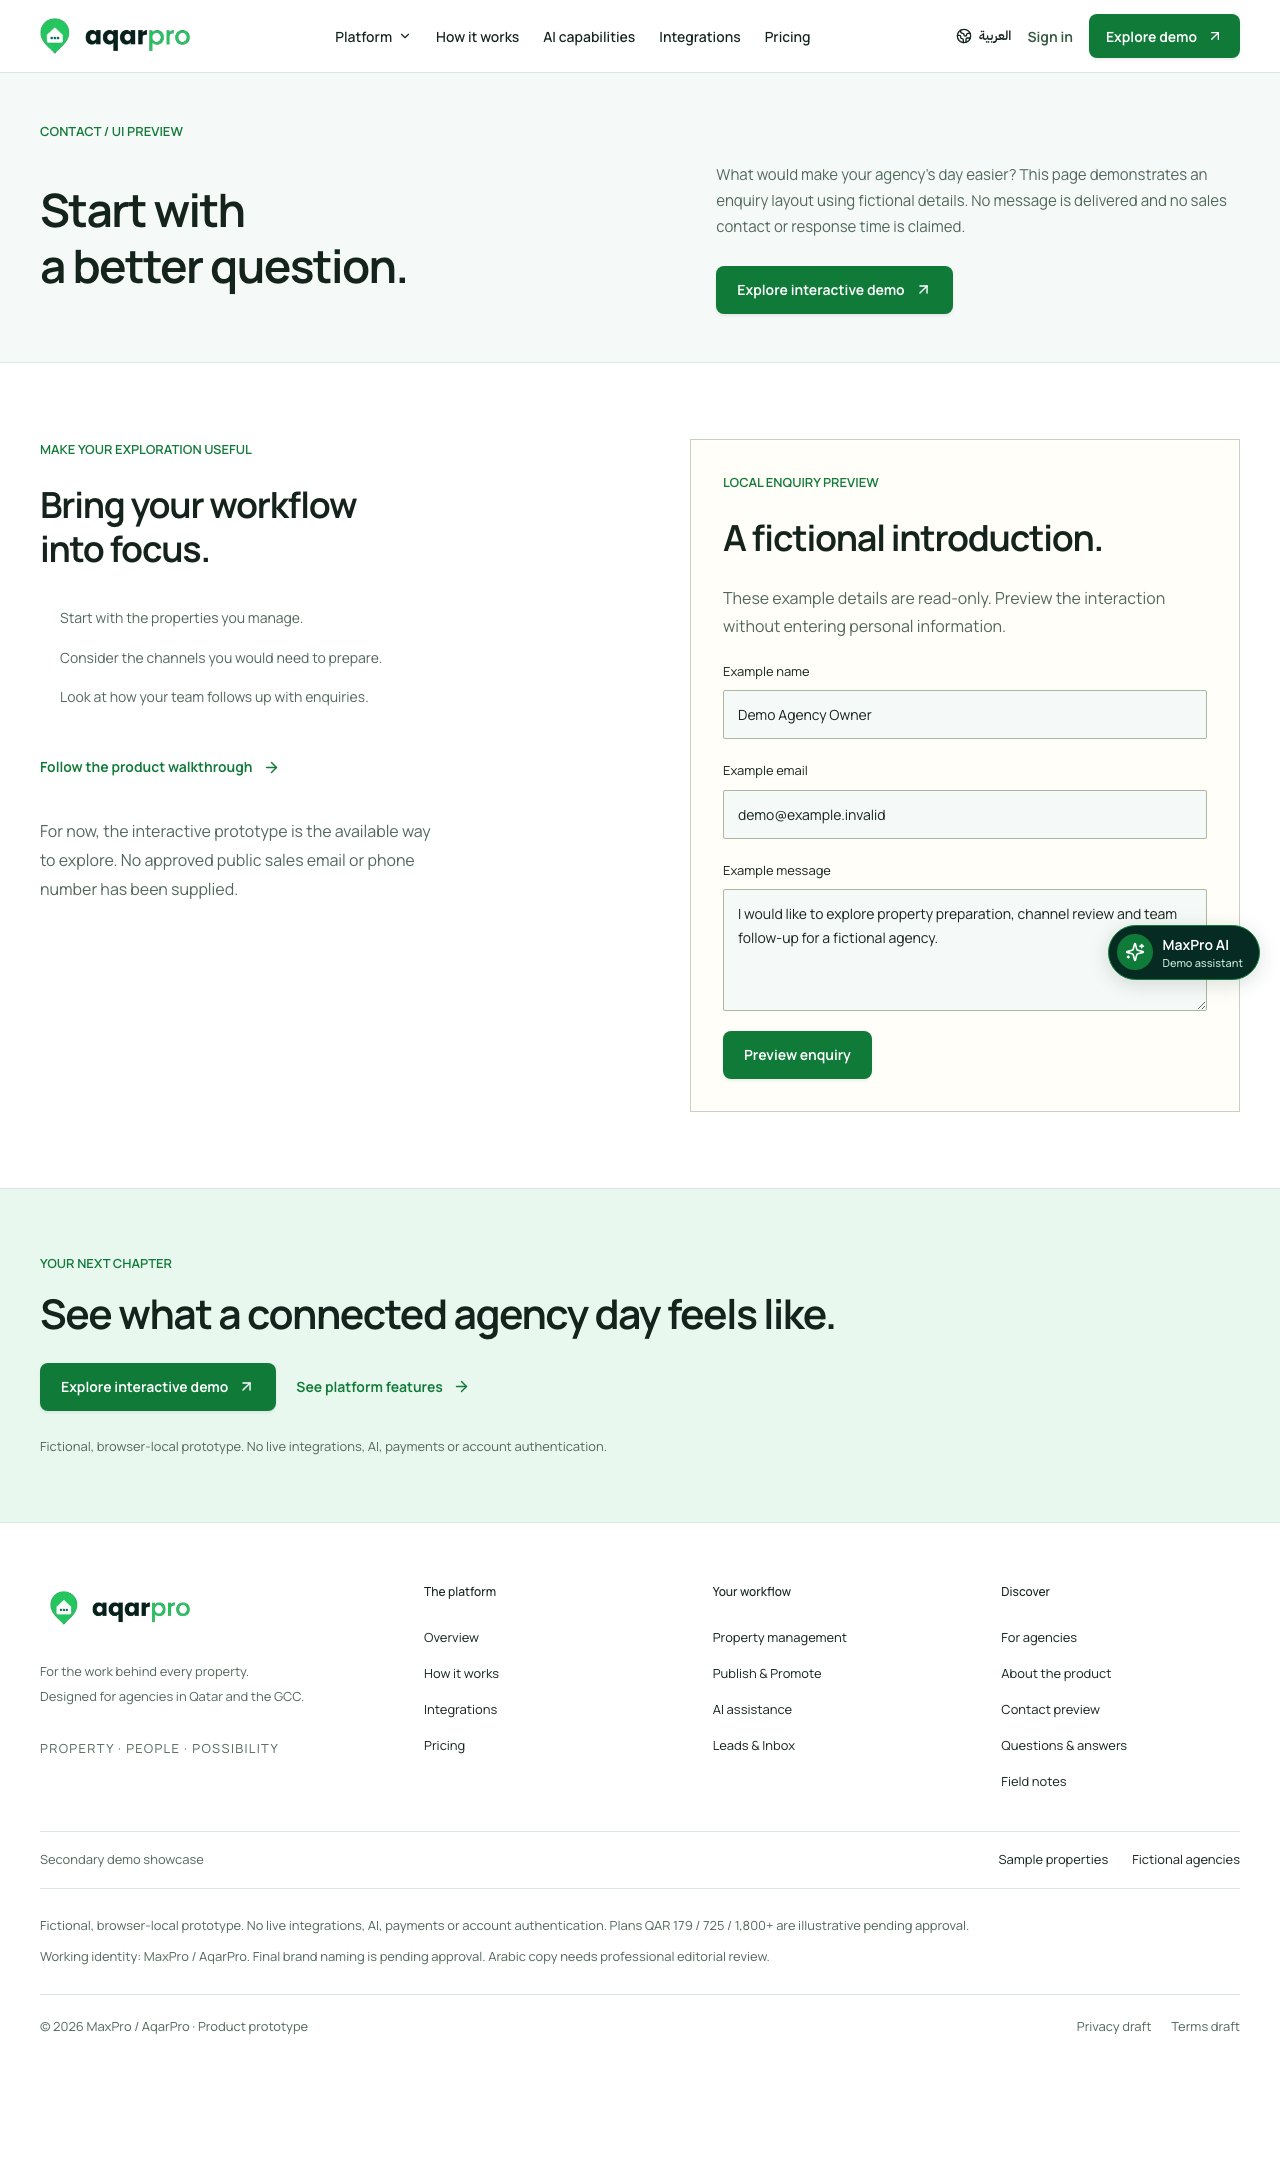 aqarpro
Platform
How it works
AI capabilities
Integrations
Pricing
العربية
Sign in
Explore demo
CONTACT / UI PREVIEW
Start with
a better question.
What would make your agency's day easier? This page demonstrates an
enquiry layout using fictional details. No message is delivered and no sales
contact or response time is claimed.
Explore interactive demo
MAKE YOUR EXPLORATION USEFUL
Bring your workflow
into focus.
Start with the properties you manage.
Consider the channels you would need to prepare.
Look at how your team follows up with enquiries.
Follow the product walkthrough
For now, the interactive prototype is the available way
to explore. No approved public sales email or phone
number has been supplied.
LOCAL ENQUIRY PREVIEW
A fictional introduction.
These example details are read-only. Preview the interaction
without entering personal information.
Example name
Demo Agency Owner
Example email
demo@example.invalid
Example message
I would like to explore property preparation, channel review and team
follow-up for a fictional agency.
MaxPro AI
Demo assistant
Preview enquiry
YOUR NEXT CHAPTER
See what a connected agency day feels like.
Explore interactive demo
See platform features
Fictional, browser-local prototype. No live integrations, AI, payments or account authentication.
aqarpro
For the work behind every property.
Designed for agencies in Qatar and the GCC.
PROPERTY · PEOPLE · POSSIBILITY
The platform
Overview
How it works
Integrations
Pricing
Your workflow
Property management
Publish & Promote
AI assistance
Leads & Inbox
Discover
For agencies
About the product
Contact preview
Questions & answers
Field notes
Secondary demo showcase
Sample properties
Fictional agencies
Fictional, browser-local prototype. No live integrations, AI, payments or account authentication. Plans QAR 179 / 725 / 1,800+ are illustrative pending approval.
Working identity: MaxPro / AqarPro. Final brand naming is pending approval. Arabic copy needs professional editorial review.
© 2026 MaxPro / AqarPro · Product prototype
Privacy draft
Terms draft